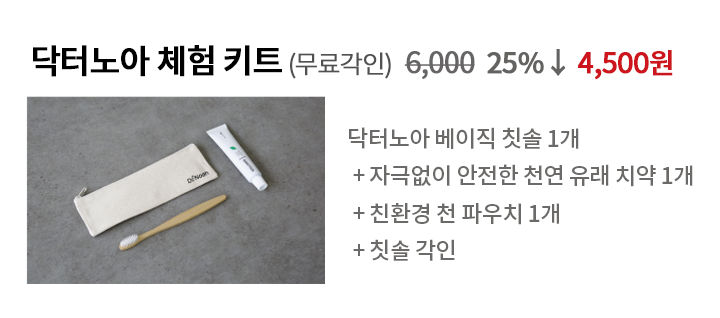 닥터노아 체험 키트 (무료각인) 6,000 25%↓ 4,500원
닥터노아 베이직 칫솔 1개
+ 자극없이 안전한 천연 유래 치약 1개
+ 친환경 천 파우치 1개
+ 칫솔 각인
Dr.Noah